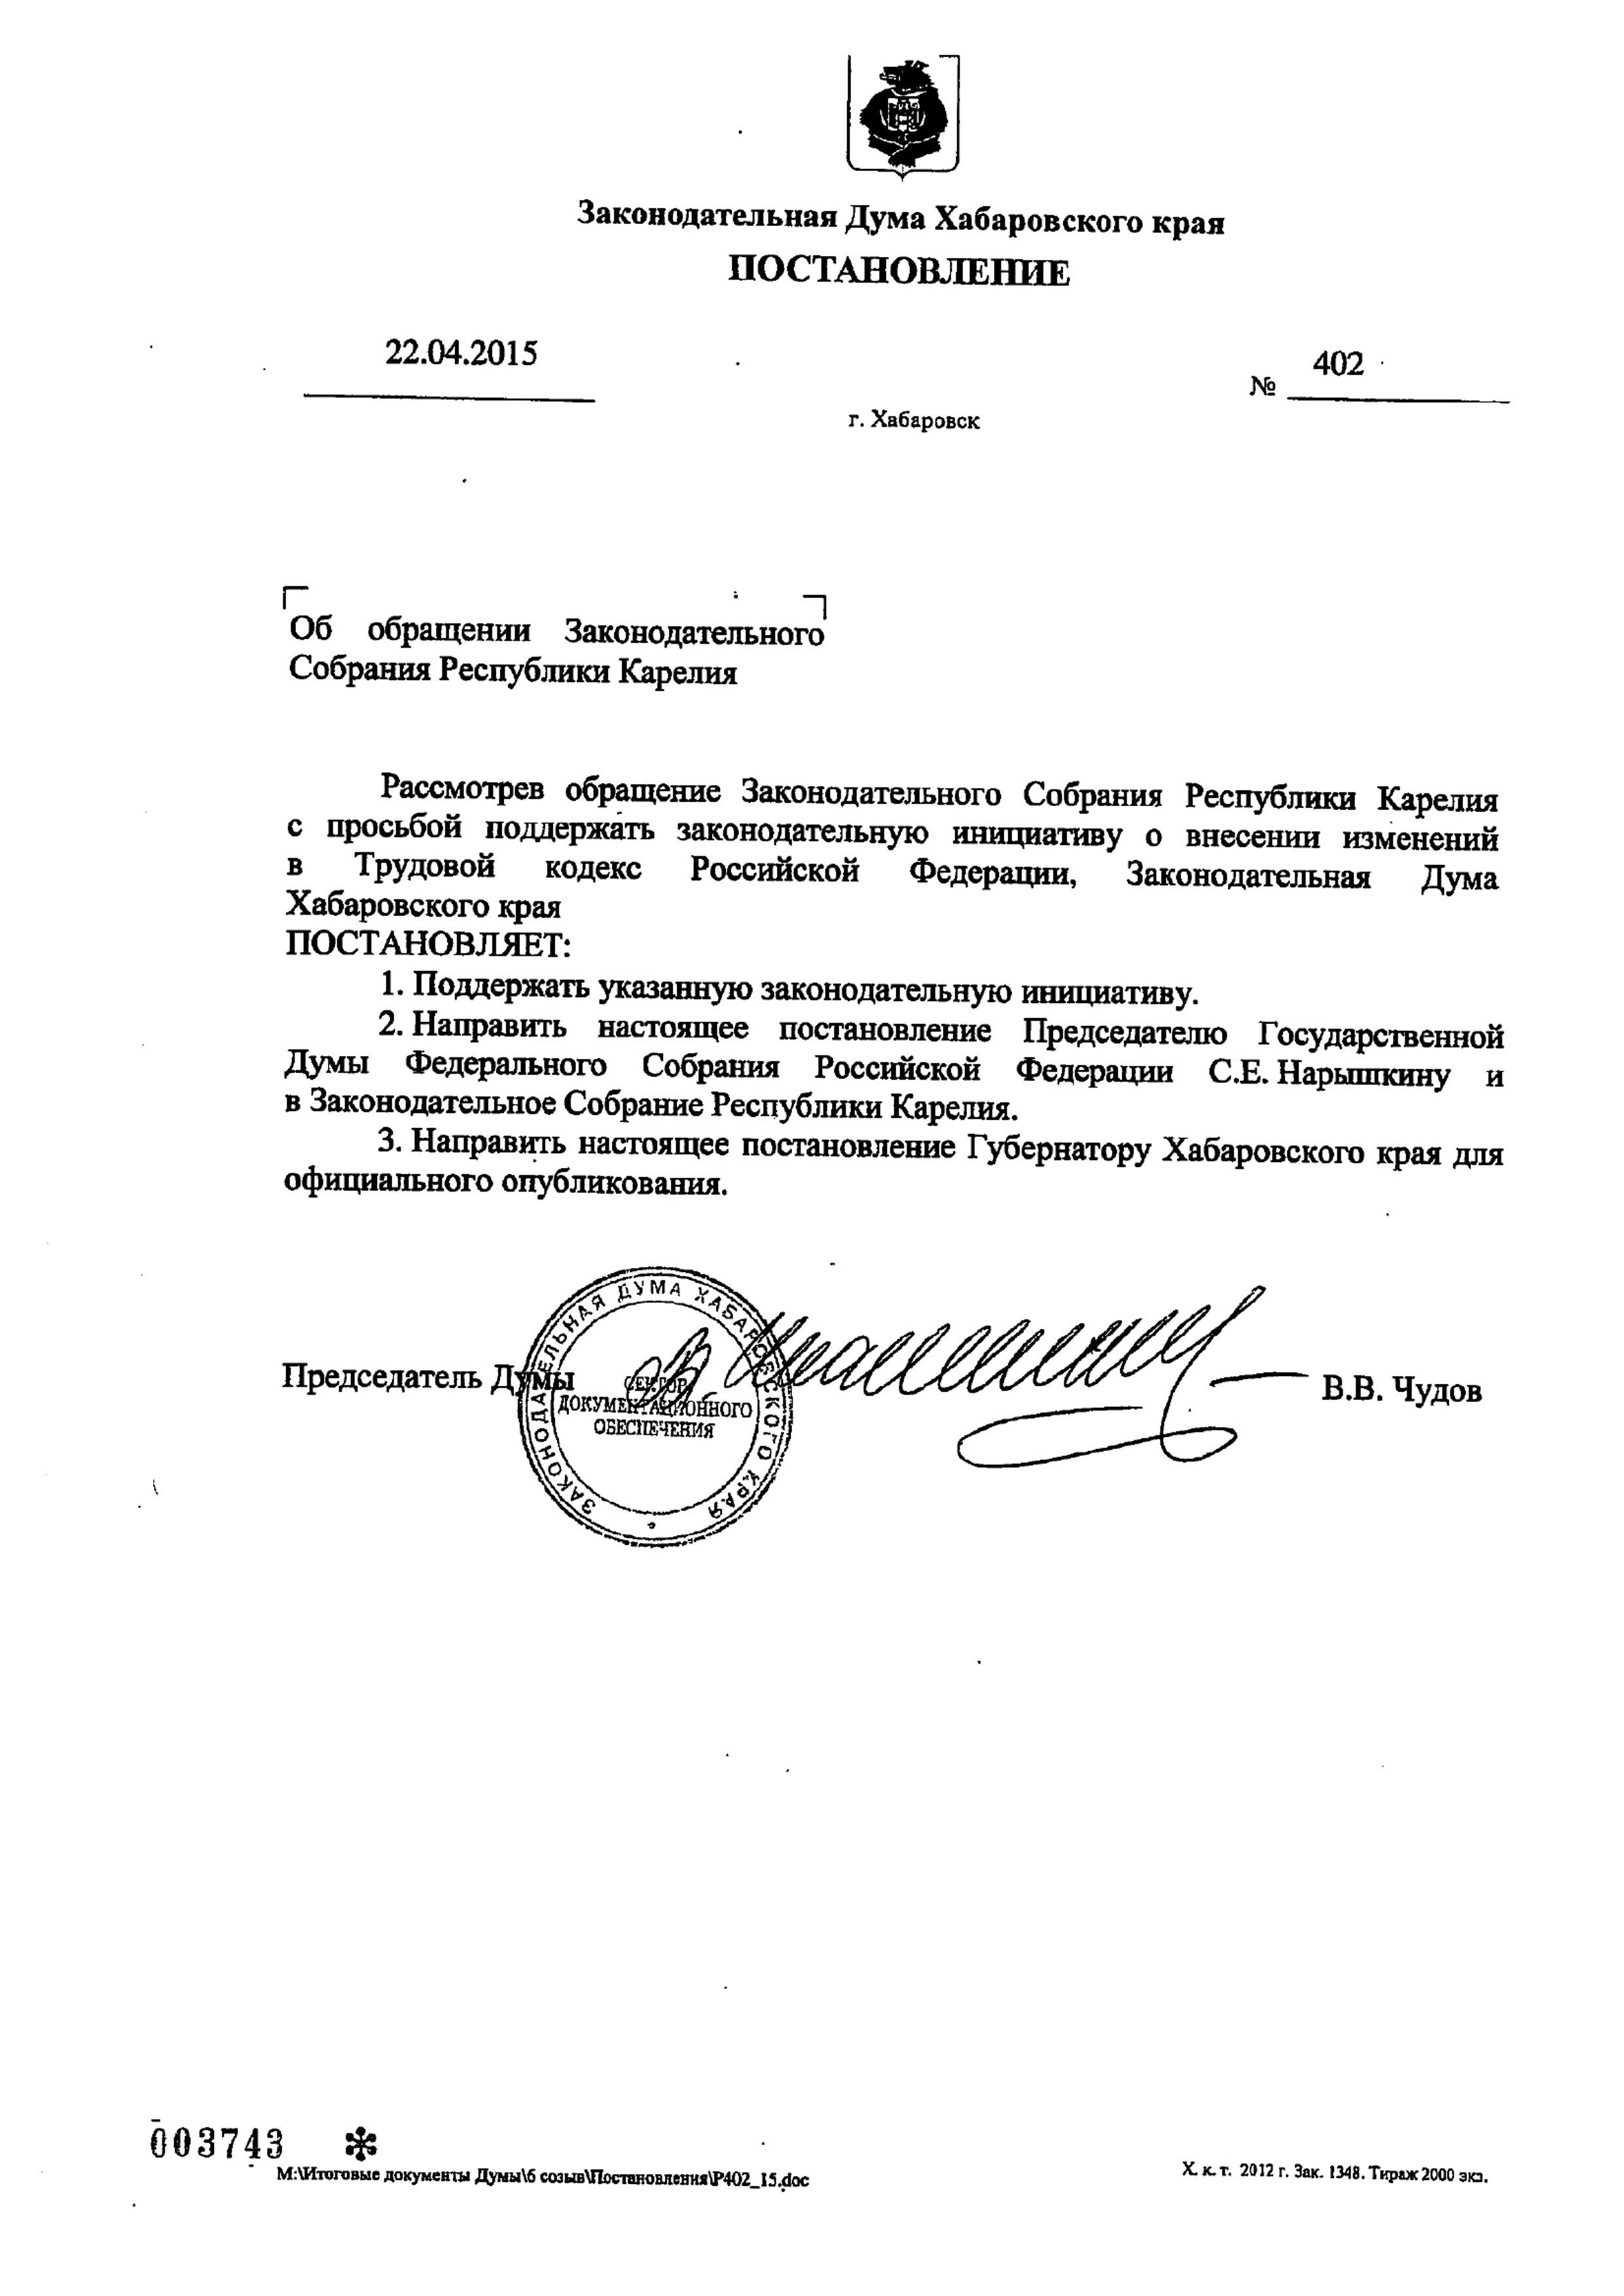 Законодательная Дума Хабаровского края
ПОСТАНОВЛЕНИЕ
22.04.2015
№ 402
г. Хабаровск
Об обращении Законодательного
Собрания Республики Карелия
Рассмотрев обращение Законодательного Собрания Республики Карелия
с просьбой поддержать законодательную инициативу о внесении изменений
в Трудовой кодекс Российской Федерации, Законодательная Дума
Хабаровского края
ПОСТАНОВЛЯЕТ:
1. Поддержать указанную законодательную инициативу.
2. Направить настоящее постановление Председателю Государственной
Думы Федерального Собрания Российской Федерации С.Е. Нарышкину и
в Законодательное Собрание Республики Карелия.
3. Направить настоящее постановление Губернатору Хабаровского края для
официального опубликования.
Председатель Думы
В.В. Чудов
ЗАКОНОДАТЕЛЬНАЯ ДУМА ХАБАРОВСКОГО КРАЯ
СЕКТОР
ДОКУМЕНТАЦИОННОГО
ОБЕСПЕЧЕНИЯ
003743
М:\Итоговые документы Думы\6 созыв\Постановления\Р402_15.doc
Х. к. т. 2012 г. Зак. 1348. Тираж 2000 экз.